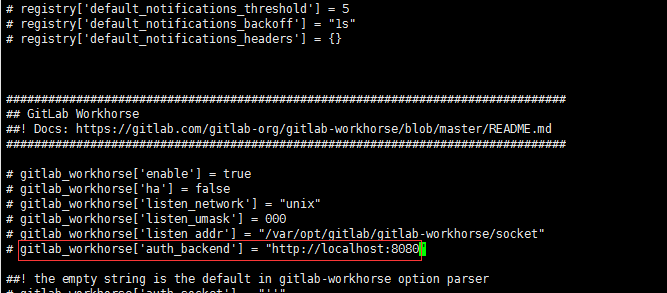 # registry['default_notifications_threshold'] = 5
# registry['default_notifications_backoff'] = "1s"
# registry['default_notifications_headers'] = {}
################################################################################
## GitLab Workhorse
##! Docs: https://gitlab.com/gitlab-org/gitlab-workhorse/blob/master/README.md
################################################################################
# gitlab_workhorse['enable'] = true
# gitlab_workhorse['ha'] = false
# gitlab_workhorse['listen_network'] = "unix"
# gitlab_workhorse['listen_umask'] = 000
# gitlab_workhorse['listen_addr'] = "/var/opt/gitlab/gitlab-workhorse/socket"
# gitlab_workhorse['auth_backend'] = "http://localhost:8080"
##! the empty string is the default in gitlab-workhorse option parser
# gitlab_workhorse['auth_socket'] = "''"